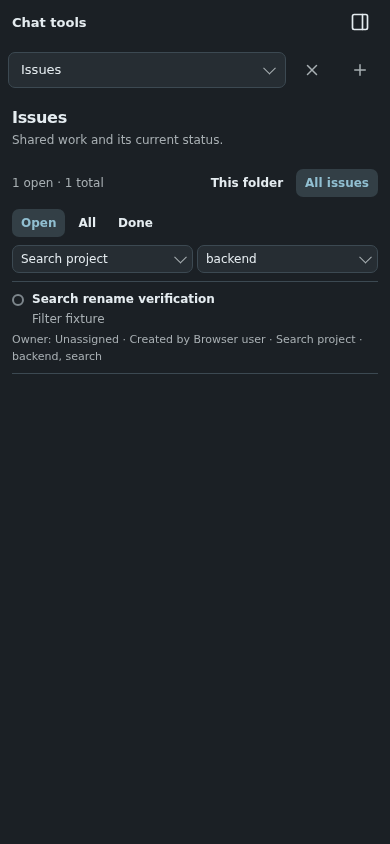 Chat tools
Issues
Issues
Shared work and its current status.
1 open · 1 total
This folder
All issues
Open
All
Done
Search project
backend
Search rename verification
Filter fixture
Owner: Unassigned · Created by Browser user · Search project ·
backend, search